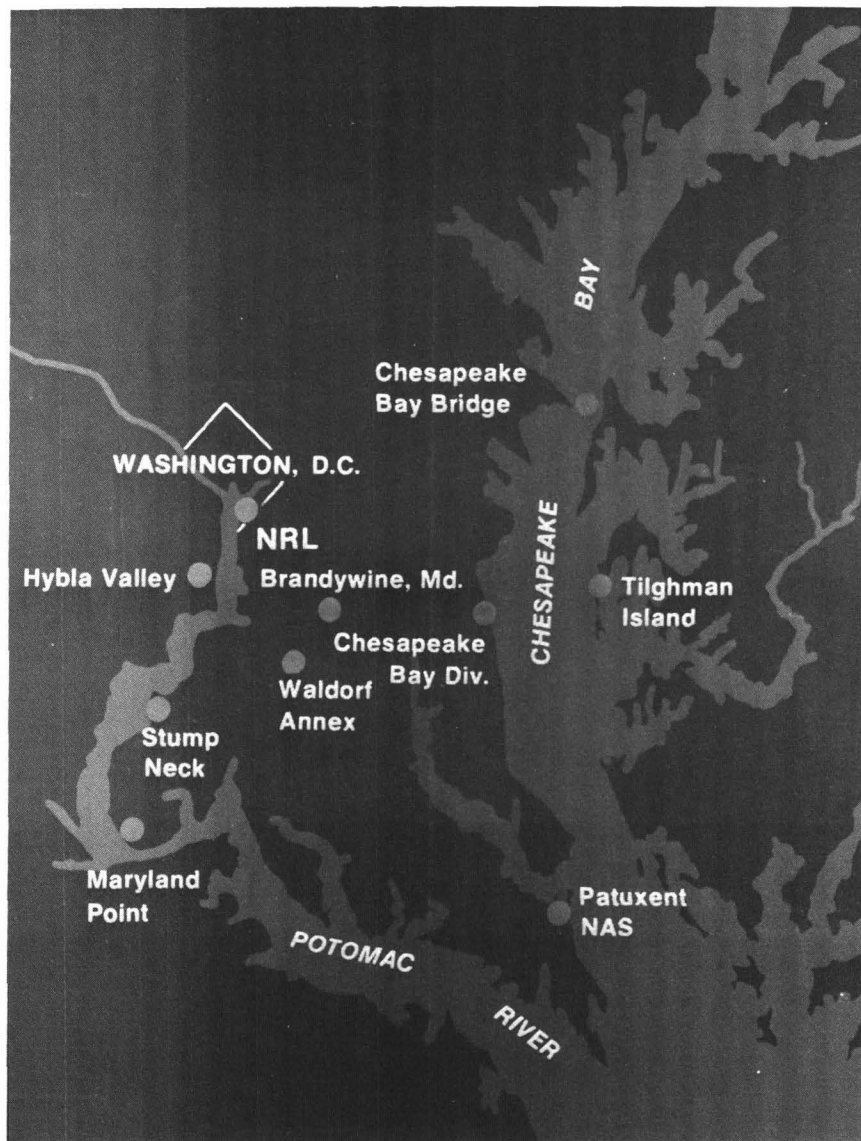 BAY
Chesapeake
Bay Bridge
WASHINGTON, D.C.
NRL
Hybla Valley
Brandywine, Md.
CHESAPEAKE
Tilghman
Island
Chesapeake
Bay Div.
Waldorf
Annex
Stump
Neck
Maryland
Point
Patuxent
NAS
POTOMAC
RIVER